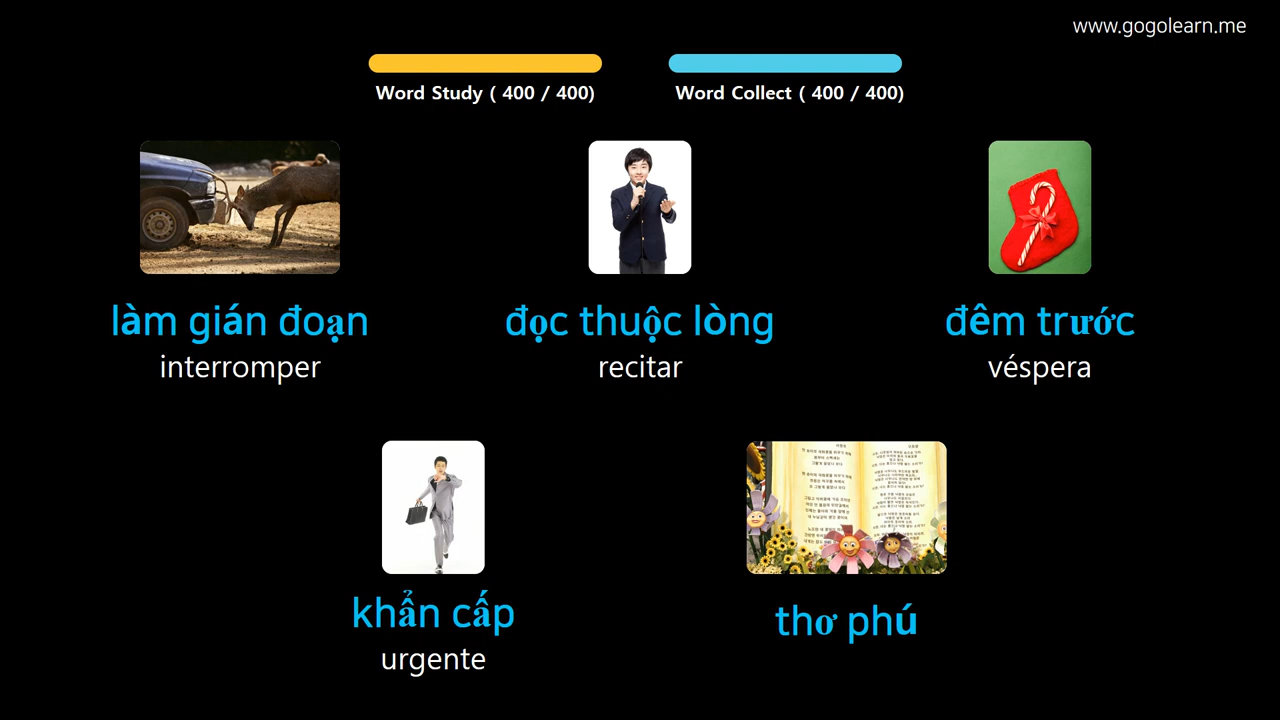 www.gogolearn.me
Word Study ( 400 / 400)
Word Collect ( 400 / 400)
làm gián đoạn
interromper
đọc thuộc lòng
recitar
đêm trước
véspera
khẩn cấp
urgente
thơ phú